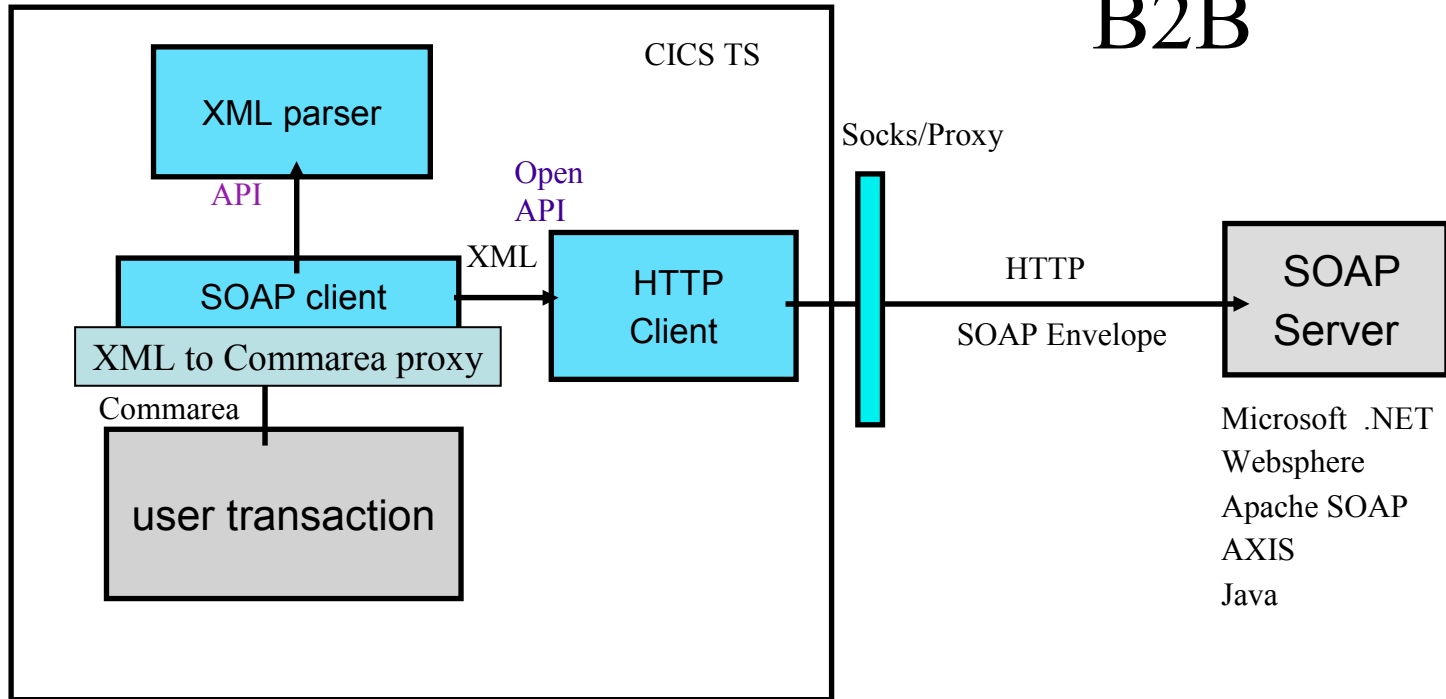 B2B
CICS TS
XML parser
Socks/Proxy
API
Open
API
XML
SOAP client
HTTP
Client
HTTP
SOAP Envelope
SOAP
Server
XML to Commarea proxy
Commarea
user transaction
Microsoft .NET
Websphere
Apache SOAP
AXIS
Java